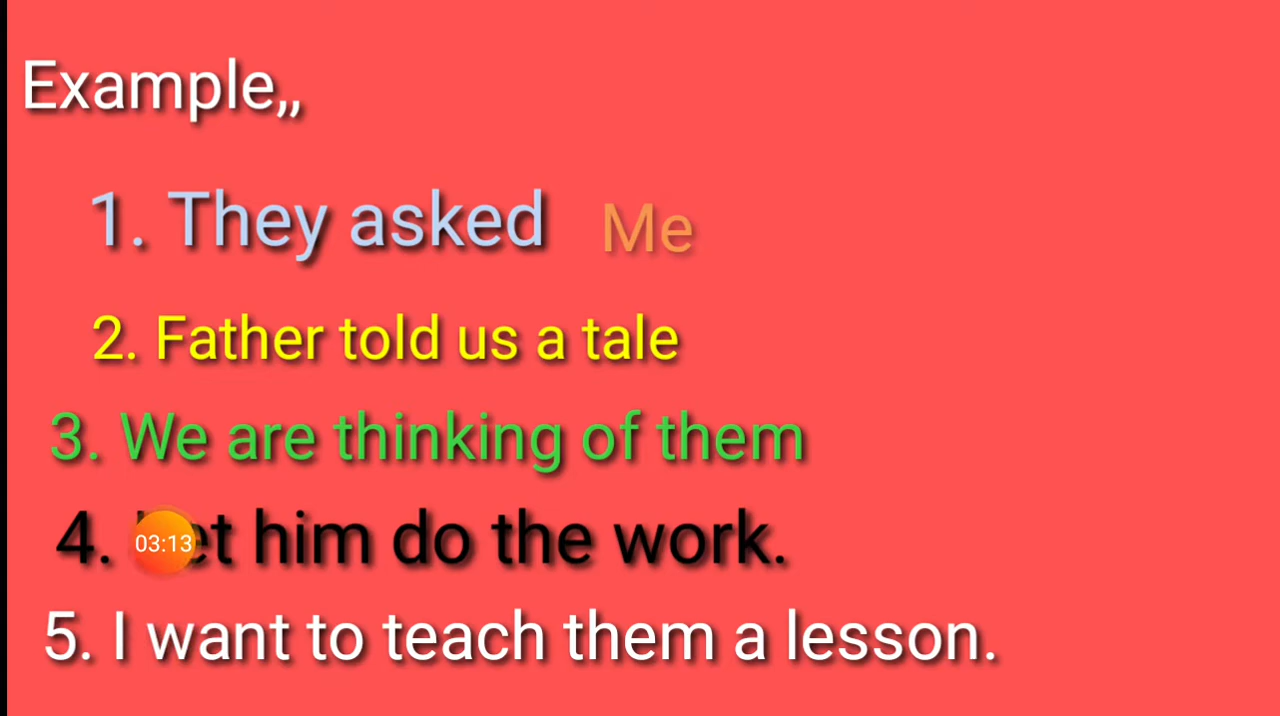 Example,,
1. They asked Me
2. Father told us a tale
3. We are thinking of them
4. him do the work.
03:13
5. I want to teach them a lesson.